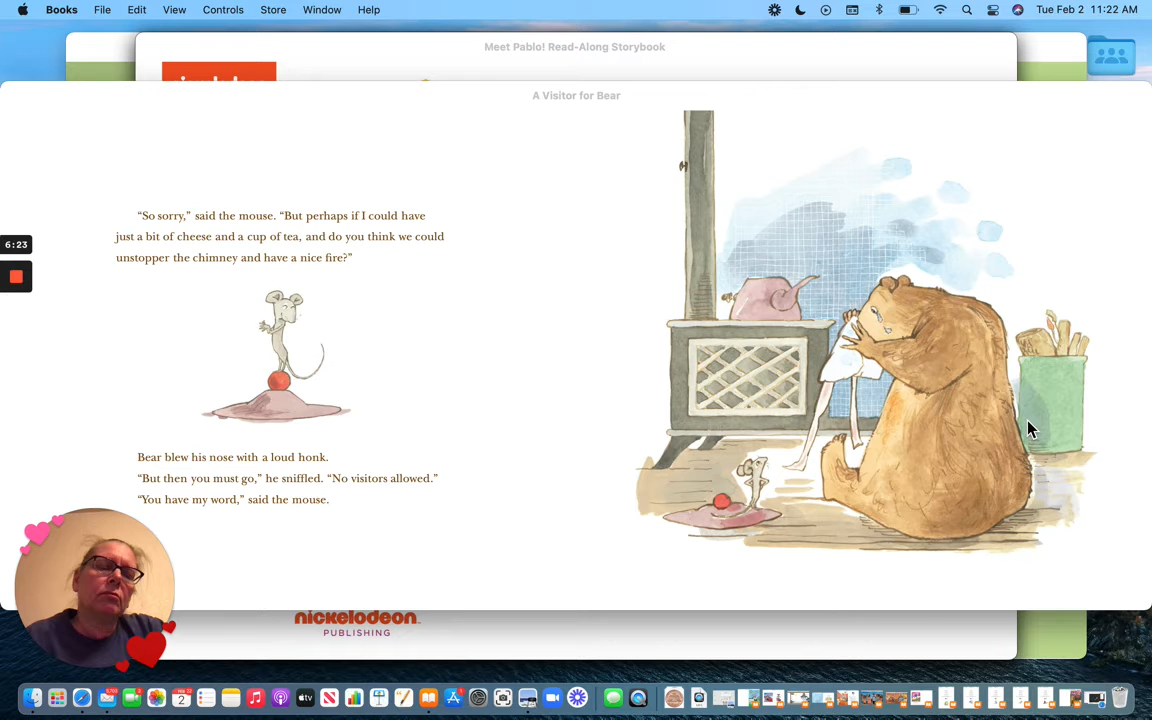 Books File Edit View Controls Store Window Help Tue Feb 2 11:22 AM
Meet Pablo! Read-Along Storybook
A Visitor for Bear
“So sorry,” said the mouse. “But perhaps if I could have
just a bit of cheese and a cup of tea, and do you think we could
unstopper the chimney and have a nice fire?”
6:23
Bear blew his nose with a loud honk.
“But then you must go,” he sniffled. “No visitors allowed.”
“You have my word,” said the mouse.
nickelodeon
PUBLISHING